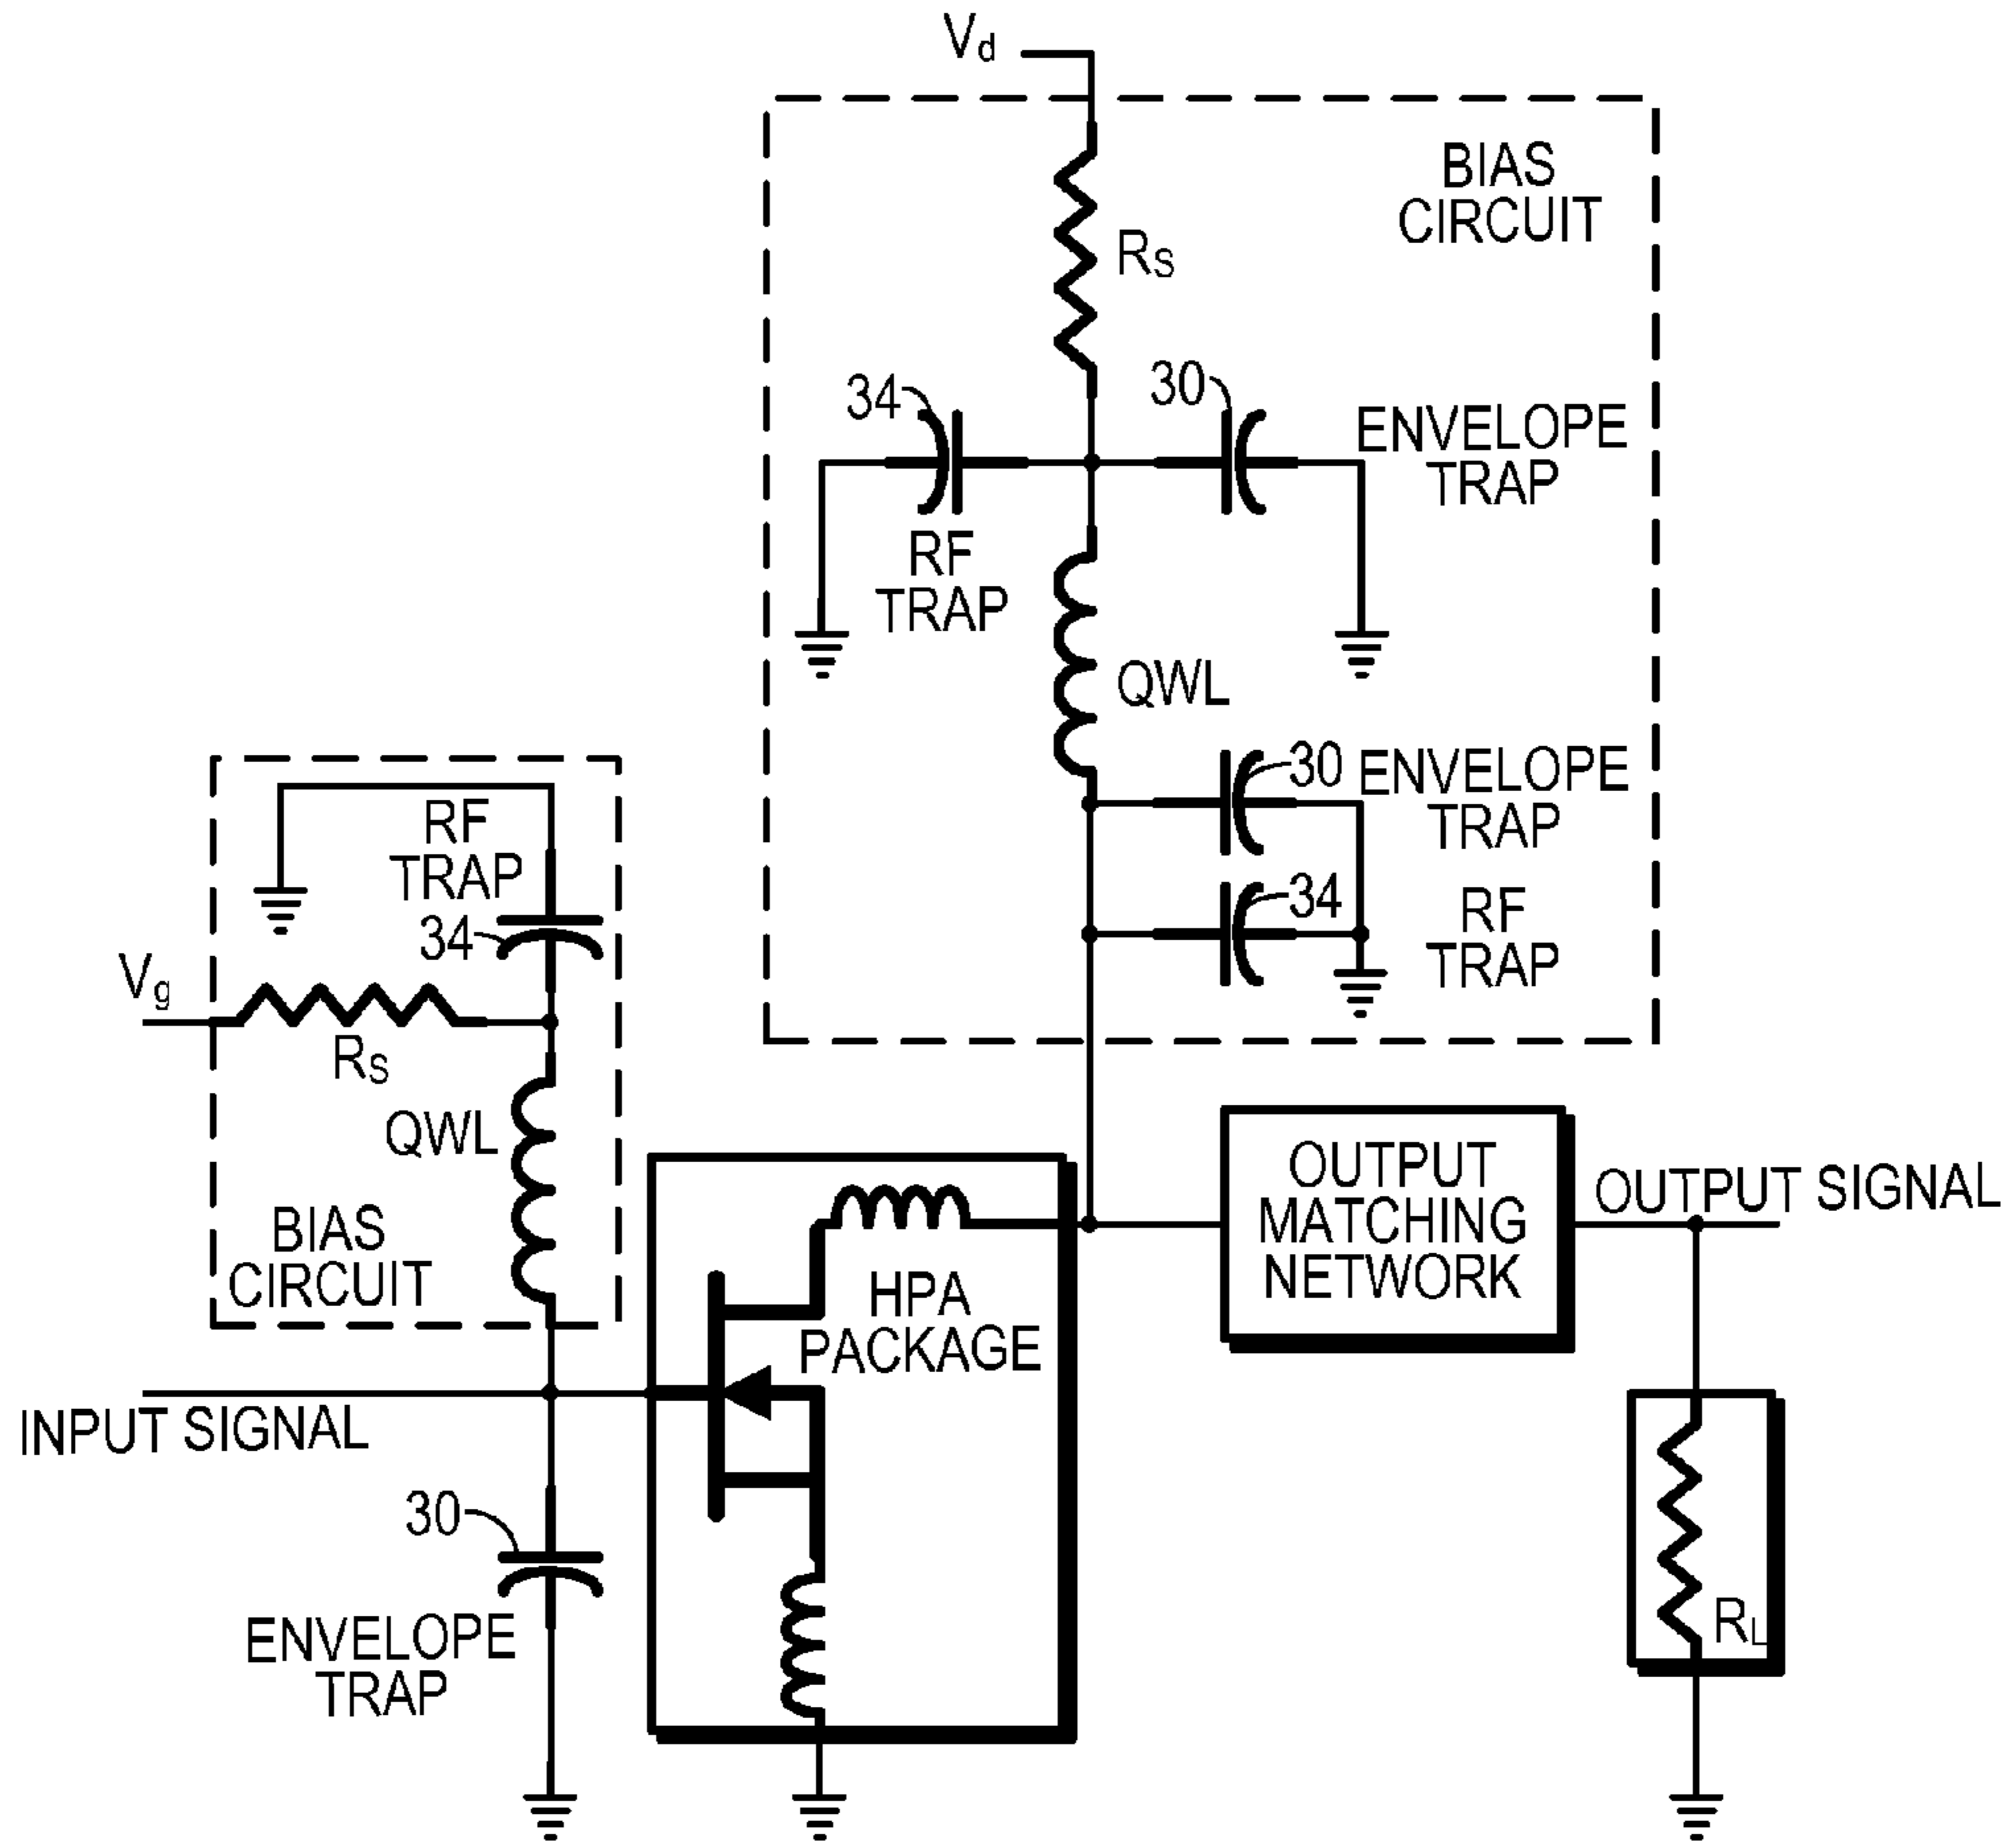 Vd
BIAS
CIRCUIT
RS
34
30
ENVELOPE
TRAP
RF
TRAP
QWL
30
ENVELOPE
TRAP
34
RF
TRAP
RF
TRAP
34
Vg
RS
QWL
BIAS
CIRCUIT
OUTPUT
MATCHING
NETWORK
OUTPUT SIGNAL
HPA
PACKAGE
INPUT SIGNAL
30
ENVELOPE
TRAP
RL